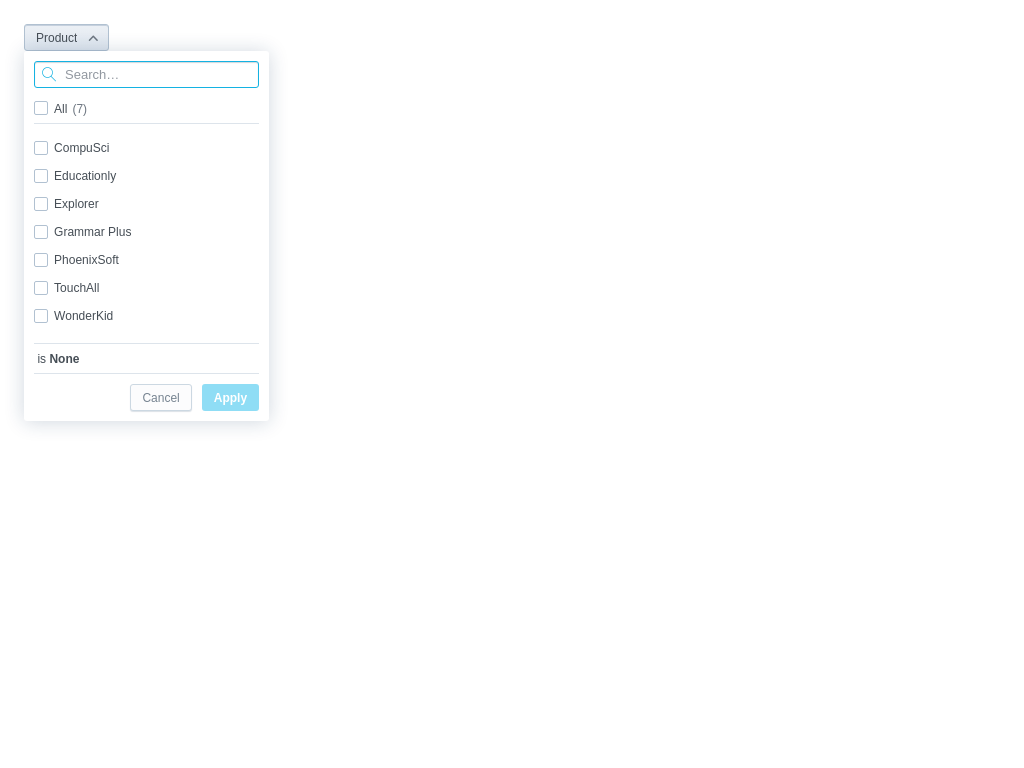 Product
Search…
All (7)
CompuSci
Educationly
Explorer
Grammar Plus
PhoenixSoft
TouchAll
WonderKid
is None
Cancel Apply